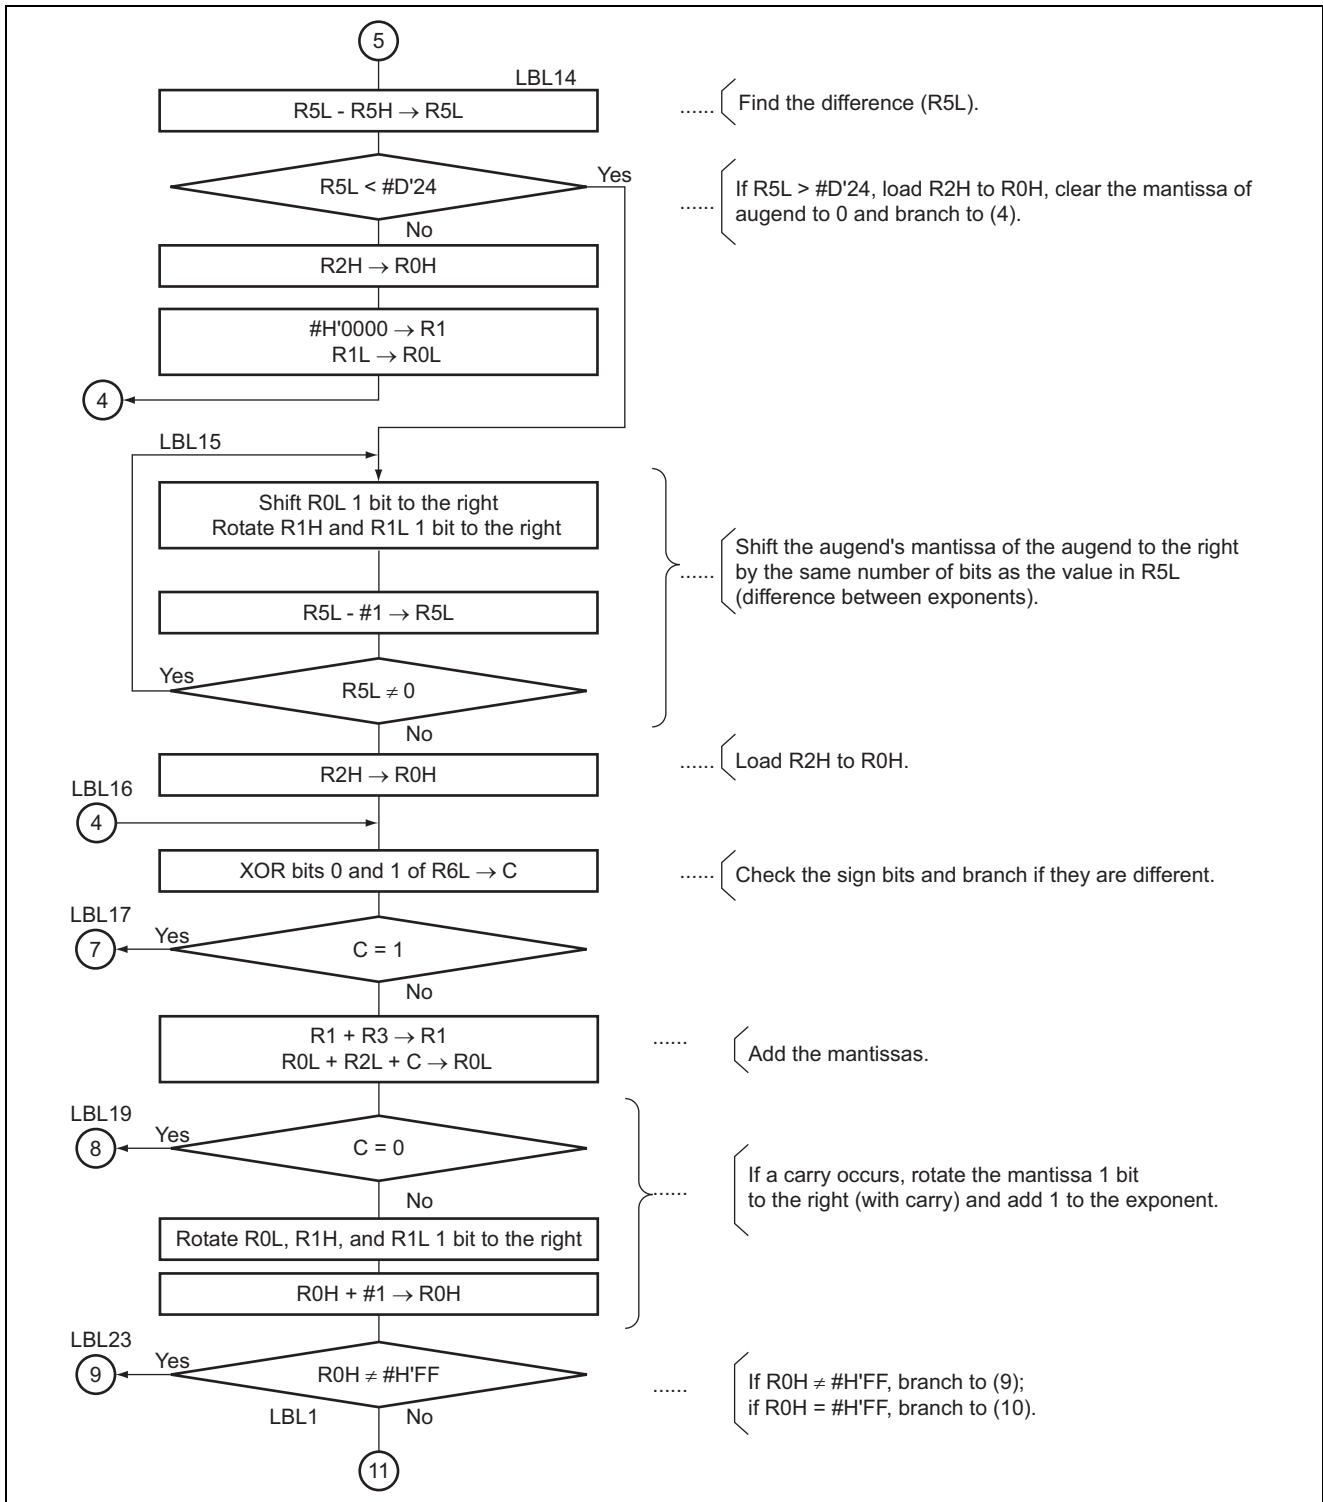 5
LBL14
R5L - R5H → R5L
...... Find the difference (R5L).
R5L < #D'24
Yes
...... If R5L > #D'24, load R2H to R0H, clear the mantissa of
augend to 0 and branch to (4).
No
R2H → R0H
#H'0000 → R1
R1L → R0L
4
LBL15
Shift R0L 1 bit to the right
Rotate R1H and R1L 1 bit to the right
...... Shift the augend's mantissa of the augend to the right
by the same number of bits as the value in R5L
(difference between exponents).
R5L - #1 → R5L
Yes
R5L ≠ 0
No
R2H → R0H
...... Load R2H to R0H.
LBL16
4
XOR bits 0 and 1 of R6L → C
...... Check the sign bits and branch if they are different.
LBL17
7
Yes
C = 1
No
R1 + R3 → R1
R0L + R2L + C → R0L
...... Add the mantissas.
LBL19
8
Yes
C = 0
No
...... If a carry occurs, rotate the mantissa 1 bit
to the right (with carry) and add 1 to the exponent.
Rotate R0L, R1H, and R1L 1 bit to the right
R0H + #1 → R0H
LBL23
9
Yes
R0H ≠ #H'FF
...... If R0H ≠ #H'FF, branch to (9);
if R0H = #H'FF, branch to (10).
LBL1
No
11